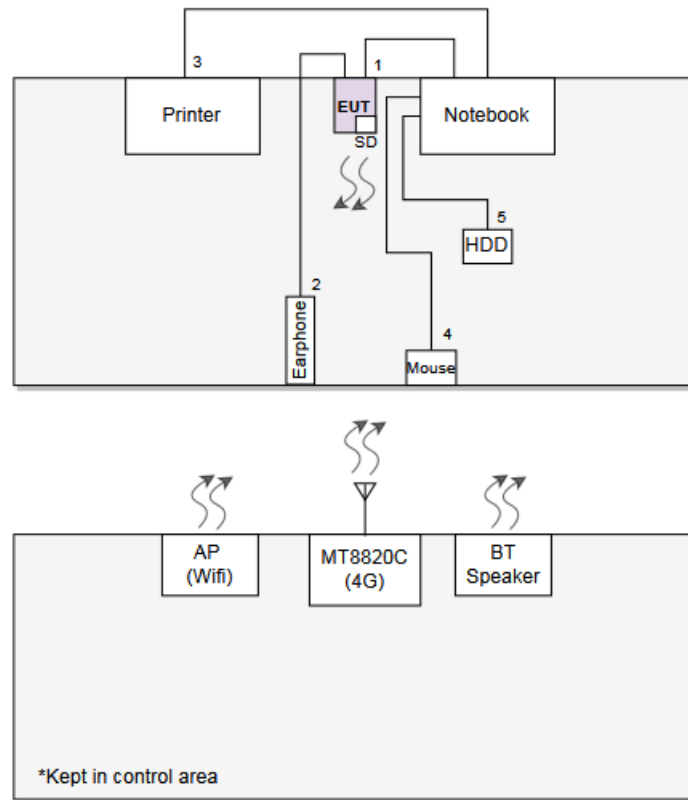 3
1
Printer
EUT
SD
Notebook
5
HDD
2
Earphone
4
Mouse
AP
(Wifi)
MT8820C
(4G)
BT
Speaker
*Kept in control area